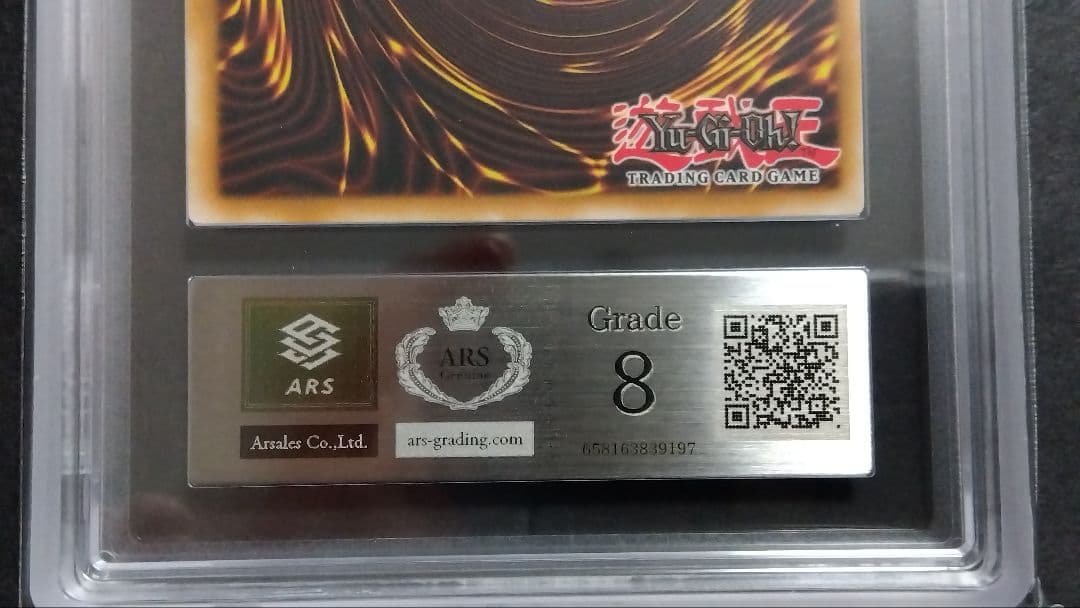 遊戯王
Yu-Gi-Oh!
TRADING CARD GAME
ARS
Arsales Co.,Ltd.
ARS
Genuine
ars-grading.com
Grade
8
658163839197